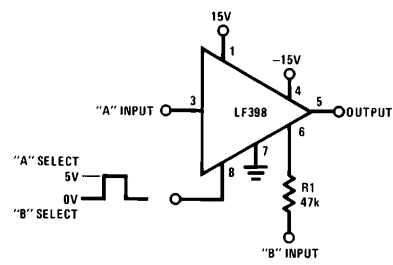 15V
1
-15V
4
"A" INPUT
3
LF398
5
OUTPUT
6
7
8
"A" SELECT
5V
0V
"B" SELECT
R1
47k
"B" INPUT